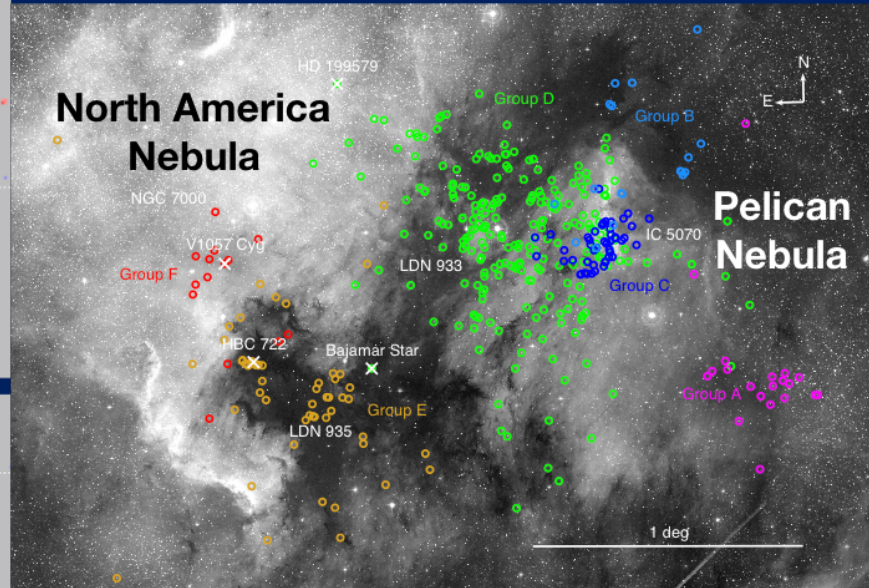 HD 199579
North America
Nebula
Group D
Group B
N
E
NGC 7000
V1057 Cyg
Group F
Pelican
Nebula
IC 5070
LDN 933
Group C
HBC 722
Bajamar Star
Group A
Group E
LDN 935
1 deg